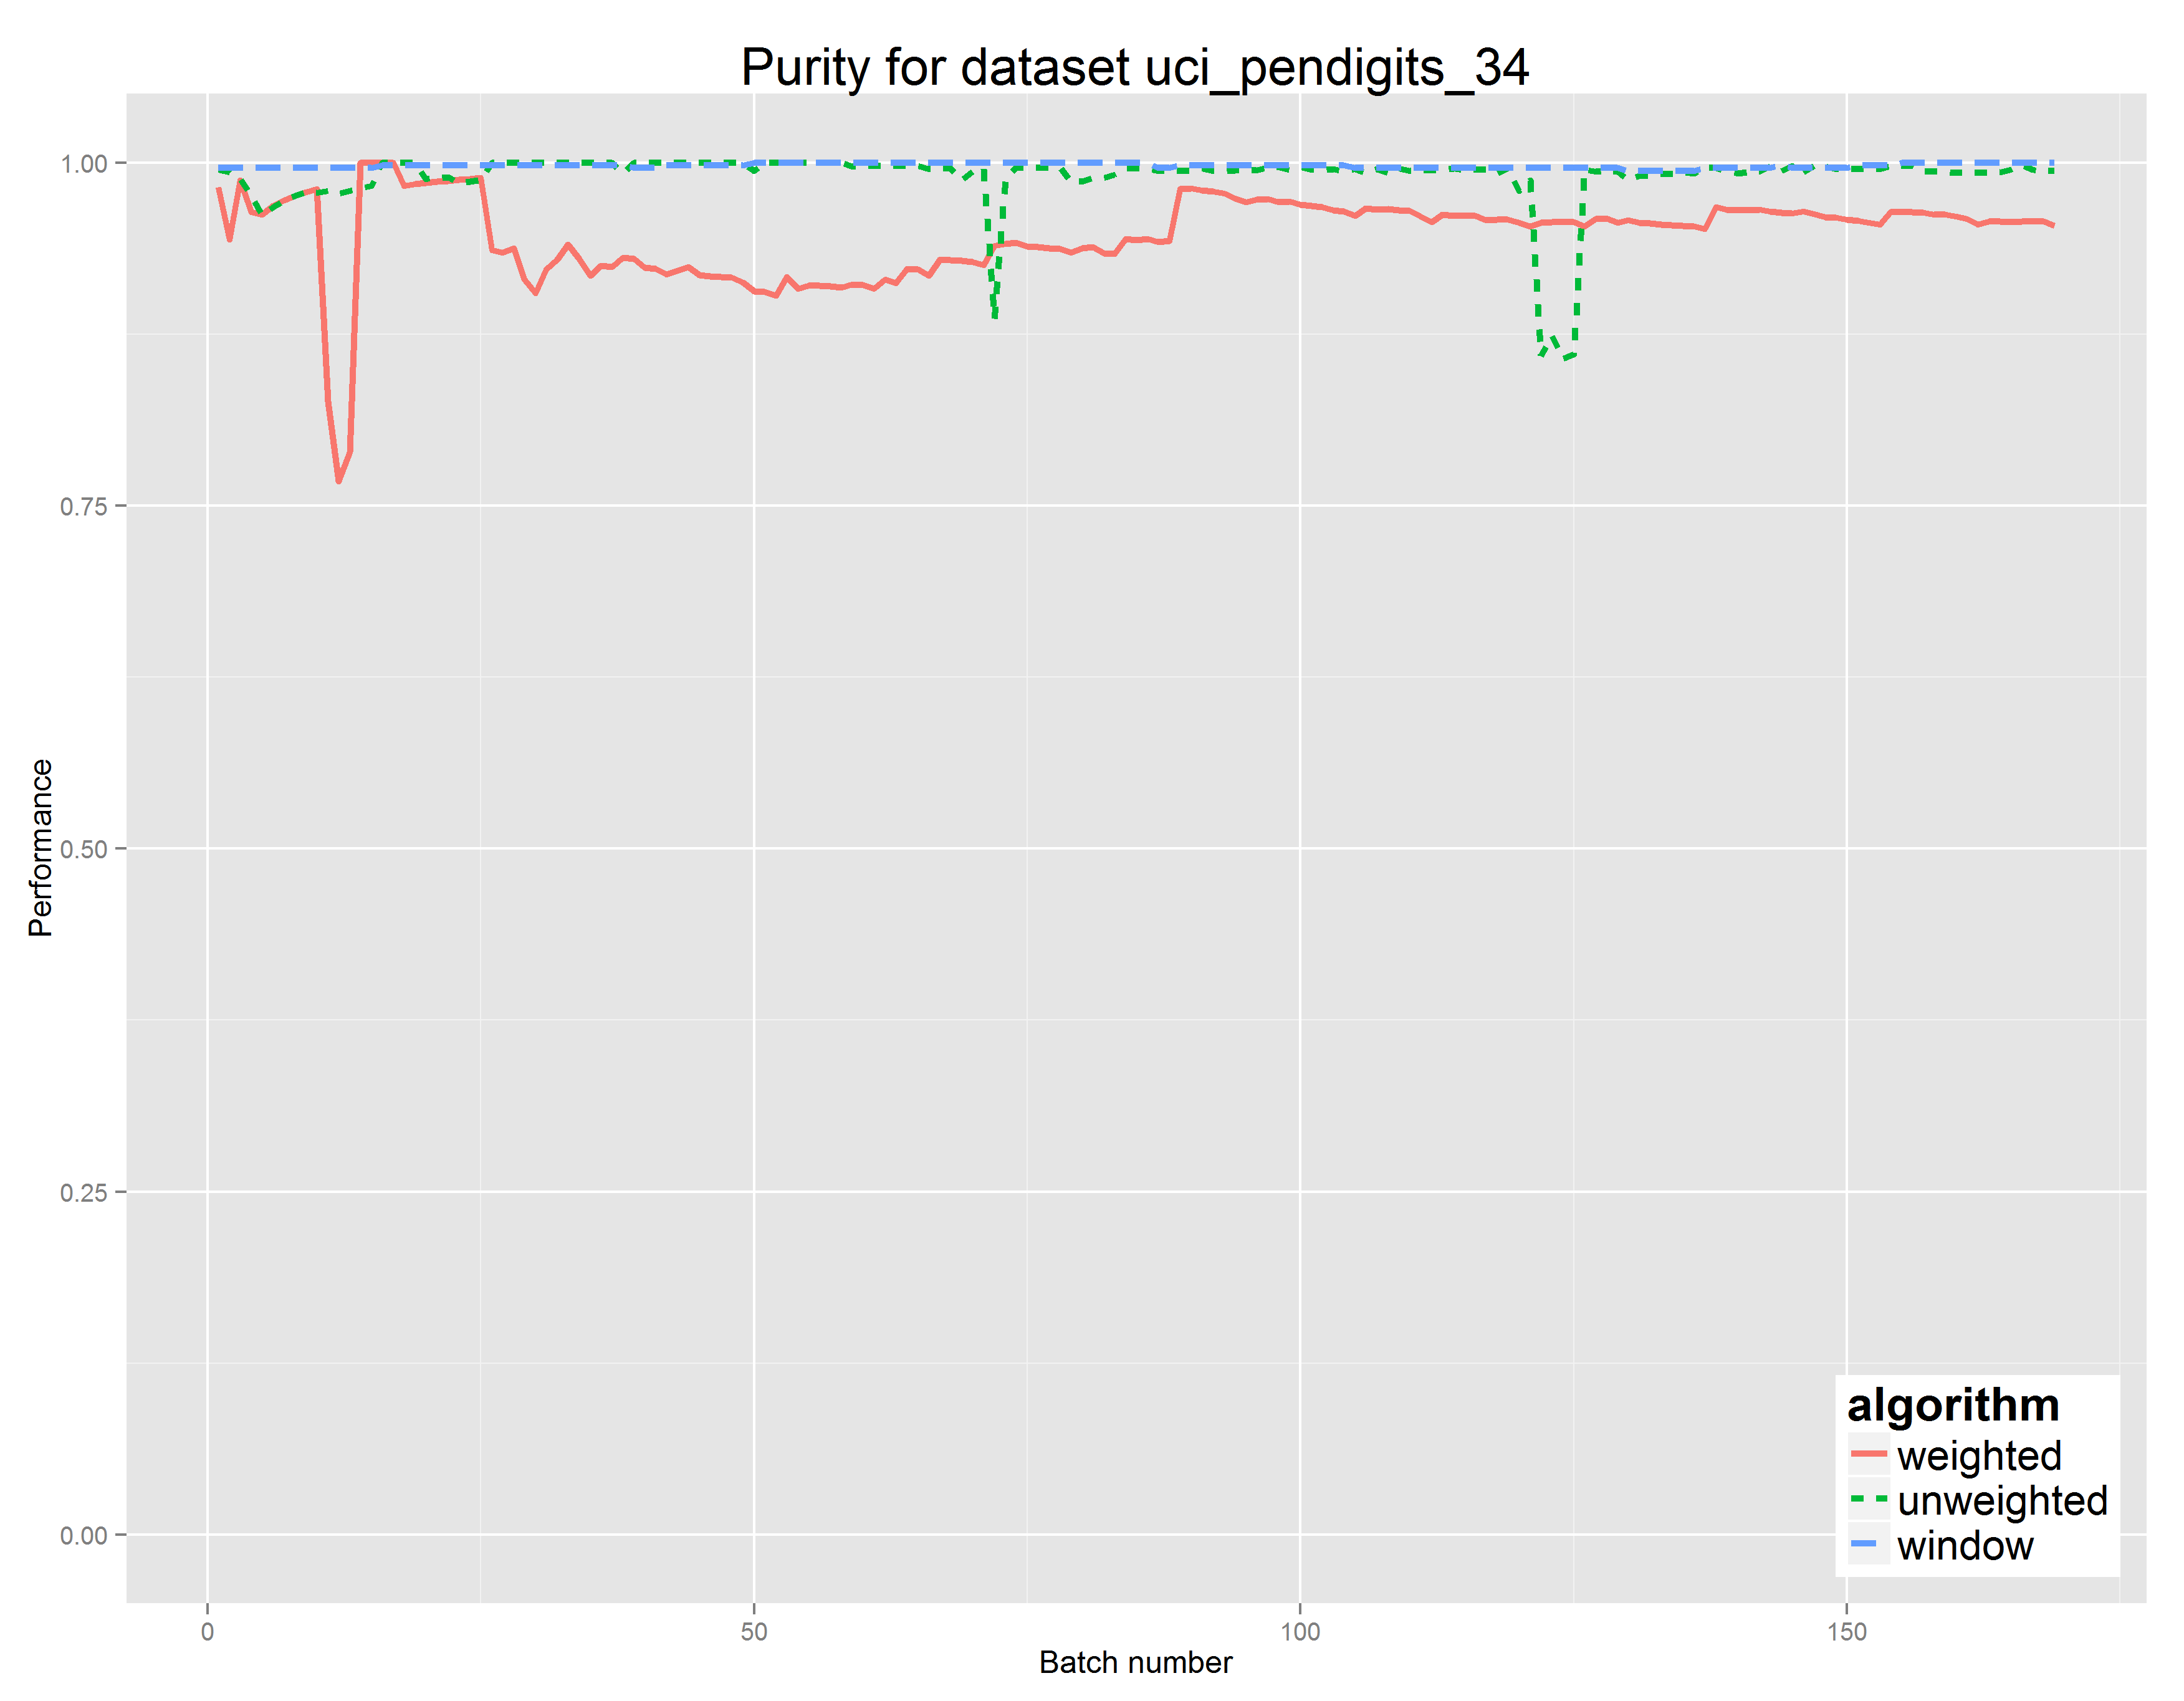 Purity for dataset uci_pendigits_34
Performance
1.00
0.75
0.50
0.25
0.00
0
50
100
150
Batch number
algorithm
weighted
unweighted
window